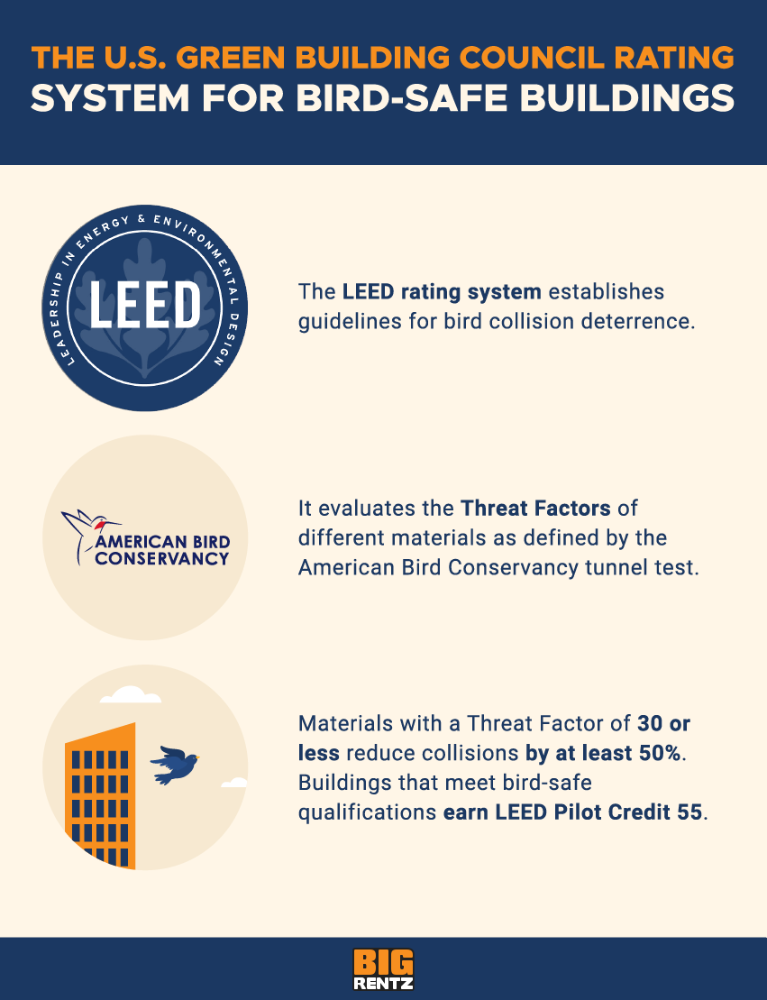 THE U.S. GREEN BUILDING COUNCIL RATING
SYSTEM FOR BIRD-SAFE BUILDINGS
LEADERSHIP IN ENERGY & ENVIRONMENTAL DESIGN
LEED
The LEED rating system establishes
guidelines for bird collision deterrence.
AMERICAN BIRD
CONSERVANCY
It evaluates the Threat Factors of
different materials as defined by the
American Bird Conservancy tunnel test.
Materials with a Threat Factor of 30 or
less reduce collisions by at least 50%.
Buildings that meet bird-safe
qualifications earn LEED Pilot Credit 55.
BIG
RENTZ